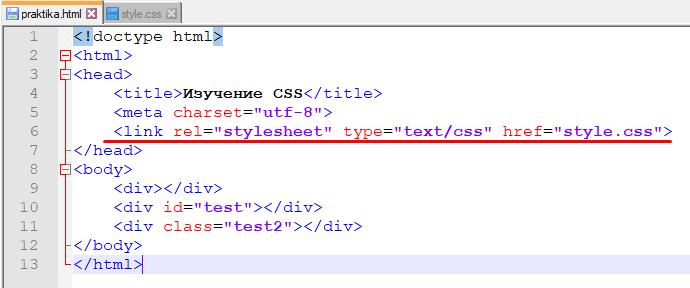 praktika.html style.css
1 <!doctype html>
2 <html>
3 <head>
4 <title>Изучение CSS</title>
5 <meta charset="utf-8">
6 <link rel="stylesheet" type="text/css" href="style.css">
7 </head>
8 <body>
9 <div></div>
10 <div id="test"></div>
11 <div class="test2"></div>
12 </body>
13 </html>